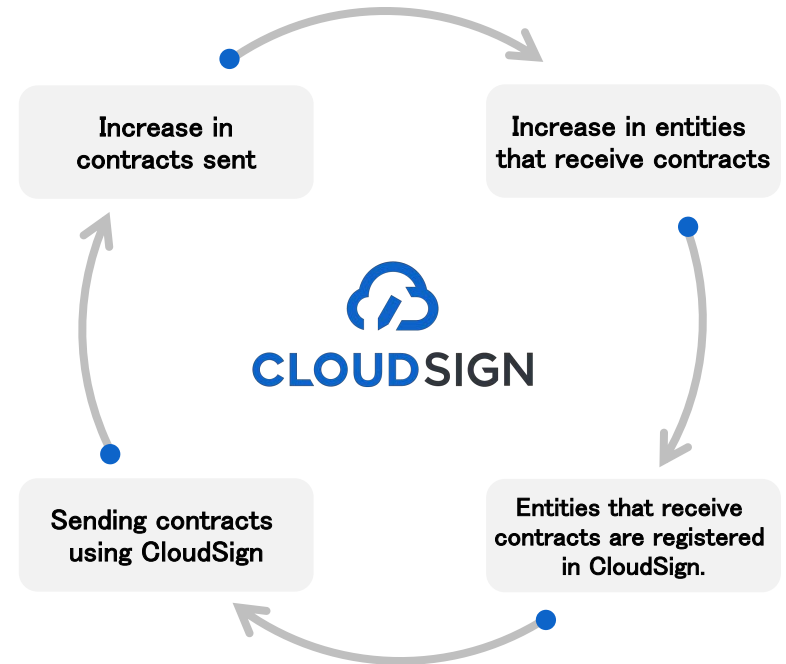 Increase in
contracts sent
Increase in entities
that receive contracts
CLOUDSIGN
Sending contracts
using CloudSign
Entities that receive
contracts are registered
in CloudSign.